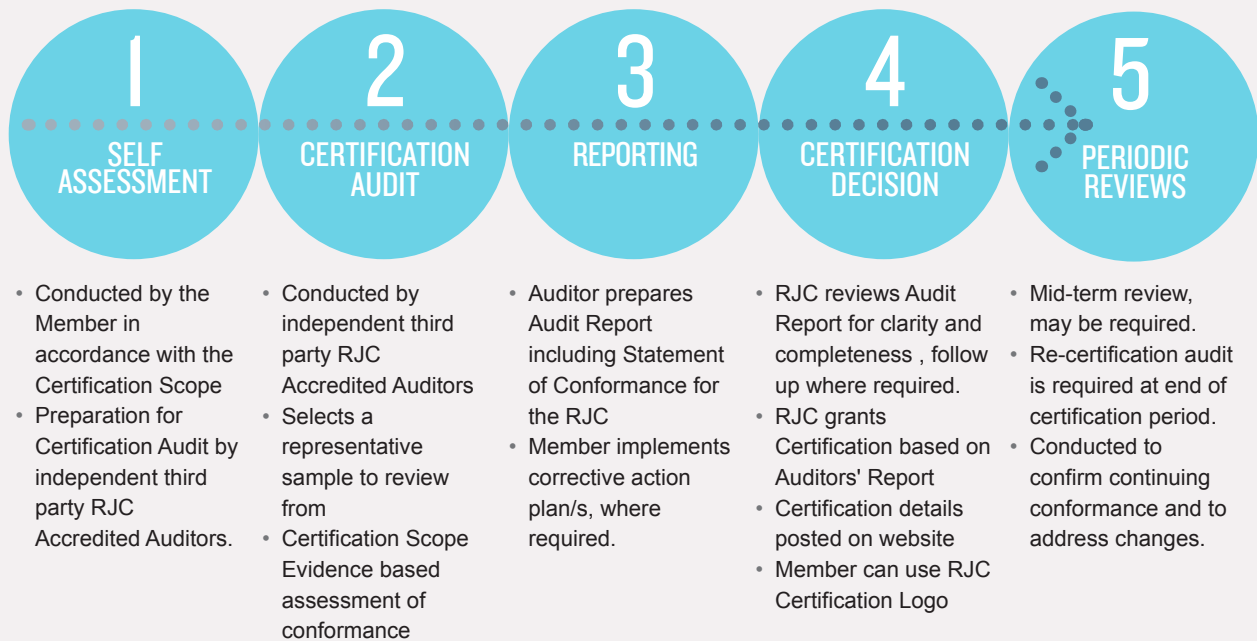 1
SELF
ASSESSMENT
• Conducted by the
Member in
accordance with the
Certification Scope
• Preparation for
Certification Audit by
independent third
party RJC
Accredited Auditors.
2
CERTIFICATION
AUDIT
• Conducted by
independent third
party RJC
Accredited Auditors
• Selects a
representative
sample to review
from
• Certification Scope
Evidence based
assessment of
conformance
3
REPORTING
• Auditor prepares
Audit Report
including Statement
of Conformance for
the RJC
• Member implements
corrective action
plan/s, where
required.
4
CERTIFICATION
DECISION
• RJC reviews Audit
Report for clarity and
completeness , follow
up where required.
• RJC grants
Certification based on
Auditors' Report
• Certification details
posted on website
• Member can use RJC
Certification Logo
5
PERIODIC
REVIEWS
• Mid-term review,
may be required.
• Re-certification audit
is required at end of
certification period.
• Conducted to
confirm continuing
conformance and to
address changes.